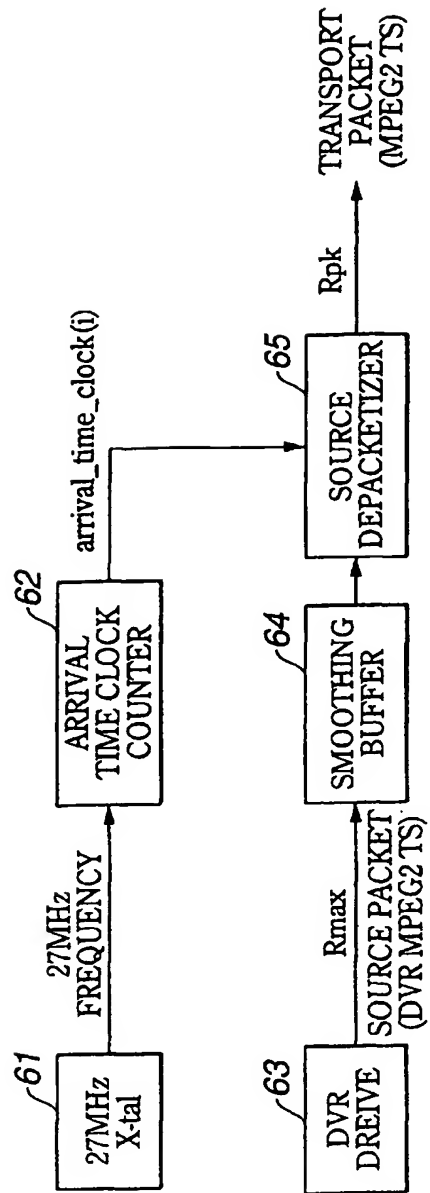 61
27MHz
X-tal
27MHz
FREQUENCY
62
ARRIVAL
TIME CLOCK
COUNTER
arrival_time_clock(i)
63
DVR
DREIVE
Rmax
SOURCE PACKET
(DVR MPEG2 TS)
64
SMOOTHING
BUFFER
65
SOURCE
DEPACKETIZER
Rpk
TRANSPORT
PACKET
(MPEG2 TS)